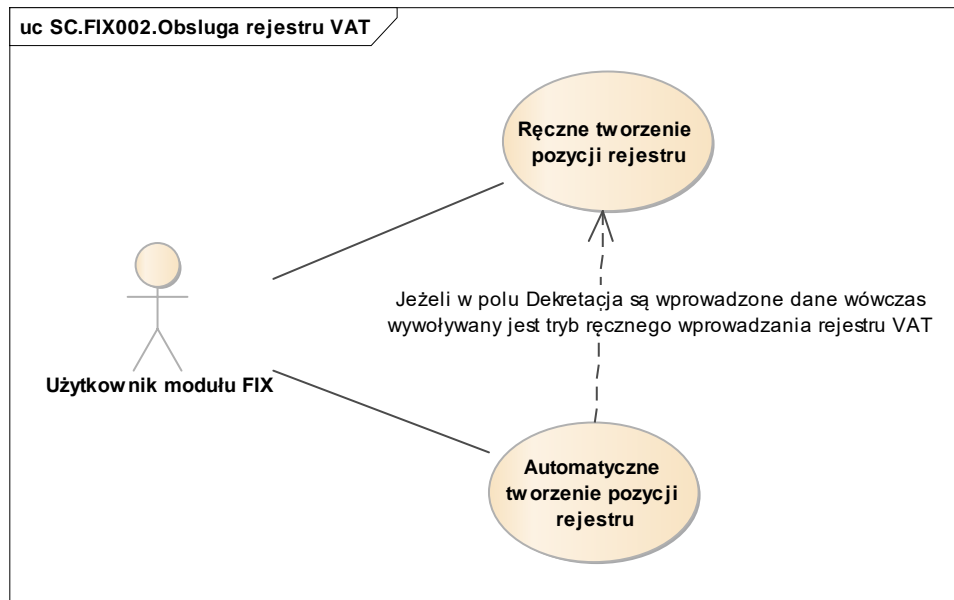 uc SC.FIX002.Obsluga rejestru VAT
Ręczne tworzenie
pozycji rejestru
Jeżeli w polu Dekretacja są wprowadzone dane wówczas
wywoływany jest tryb ręcznego wprowadzania rejestru VAT
Użytkownik modułu FIX
Automatyczne
tworzenie pozycji
rejestru